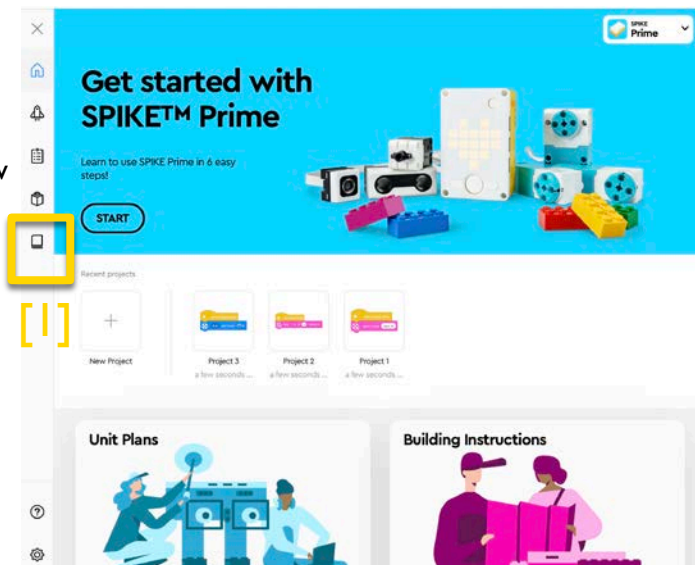 SPIKE
Prime
Get started with
SPIKE™ Prime
Learn to use SPIKE Prime in 6 easy
steps!
START
Recent projects
[1]
New Project
Project 3
Project 2
Project 1
a few seconds ...
a few seconds ...
a few seconds ...
Unit Plans
Building Instructions